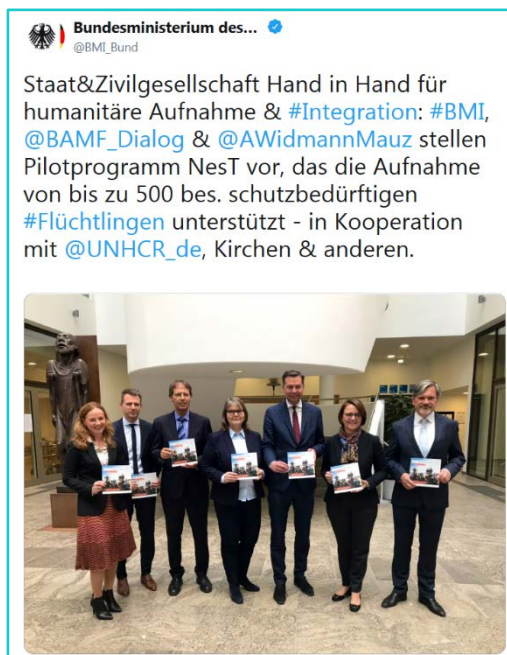 Bundesministerium des...
@BMI_Bund
Staat&Zivilgesellschaft Hand in Hand für
humanitäre Aufnahme & #Integration: #BMI,
@BAMF_Dialog & @AWidmannMauz stellen
Pilotprogramm NesT vor, das die Aufnahme
von bis zu 500 bes. schutzbedürftigen
#Flüchtlingen unterstützt - in Kooperation
mit @UNHCR_de, Kirchen & anderen.